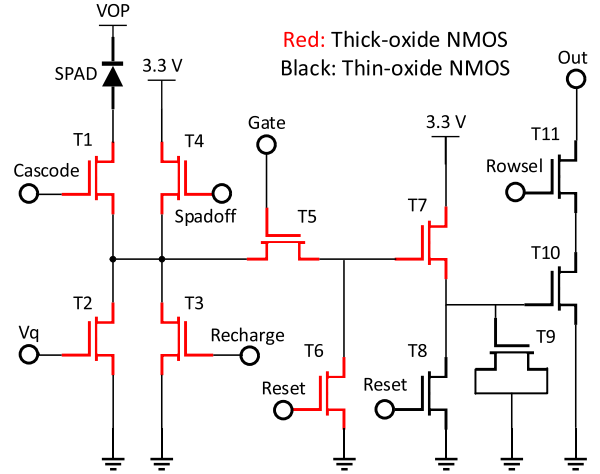 VOP
SPAD
3.3 V
Red: Thick-oxide NMOS
Black: Thin-oxide NMOS
Out
T1
T4
Gate
3.3 V
T11
Cascode
Spadoff
Rowsel
T5
T7
T10
T2
T3
Vq
Recharge
T6
T8
T9
Reset
Reset